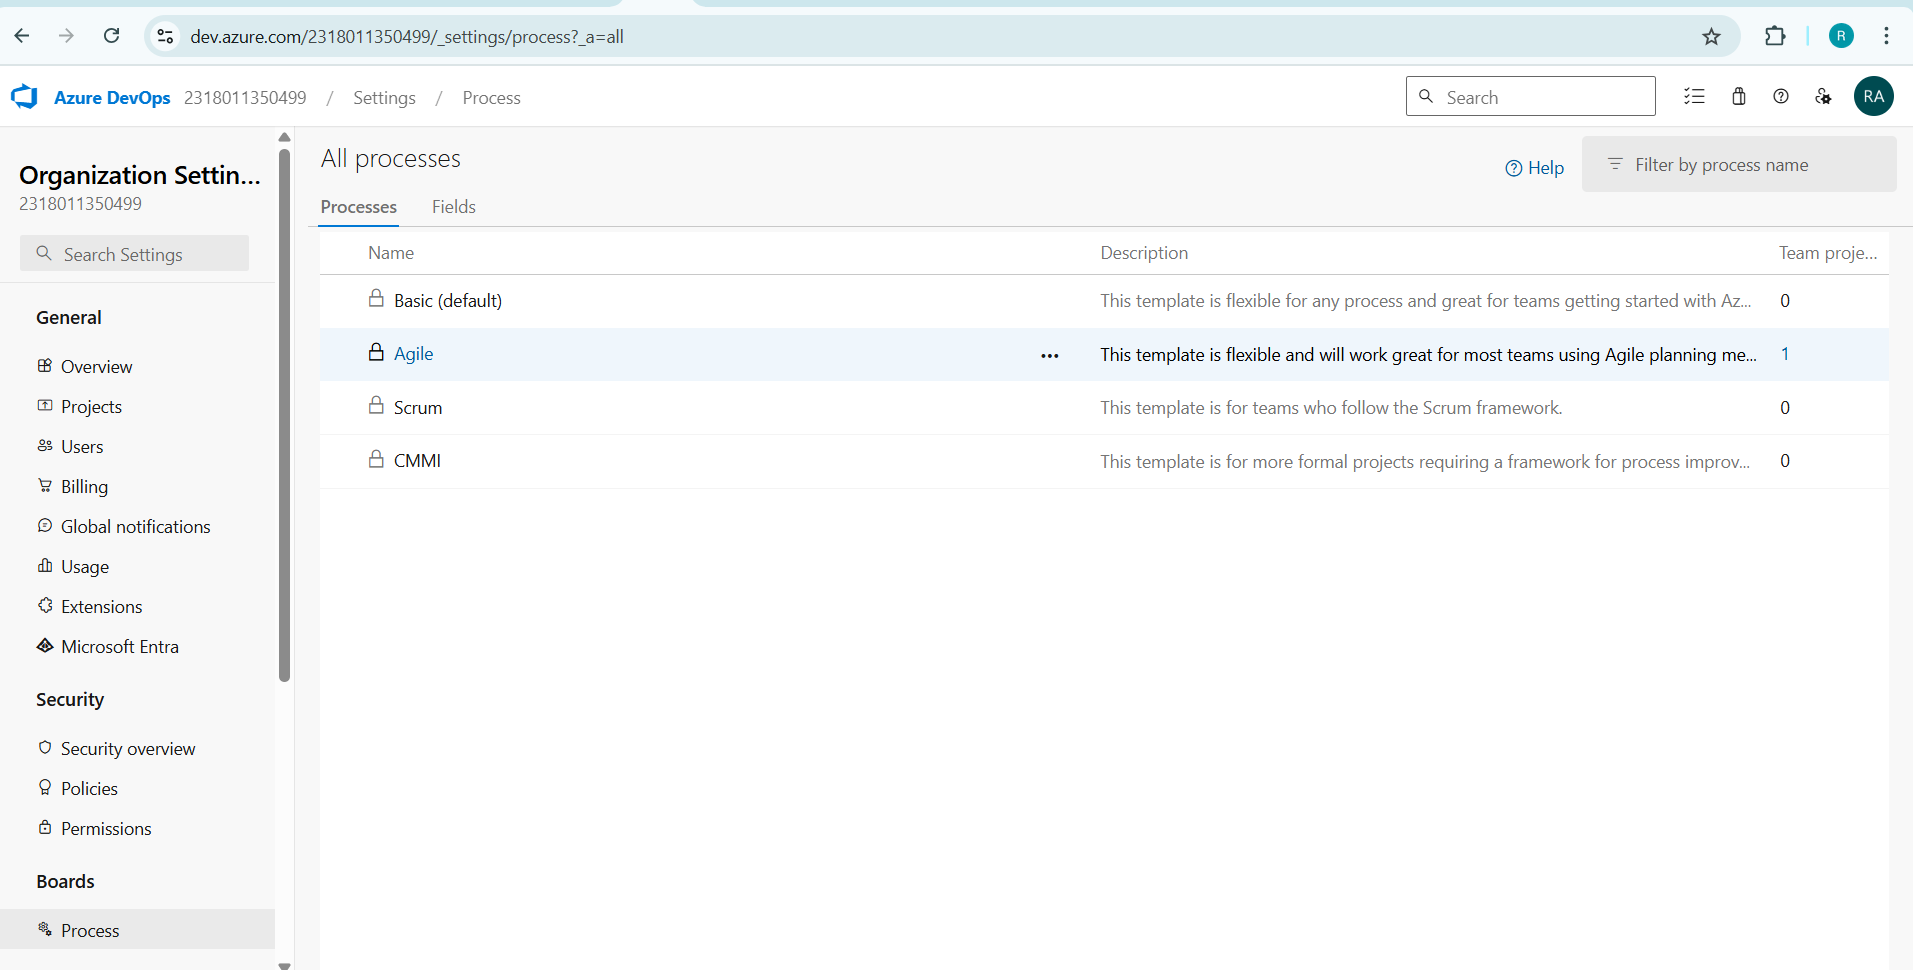 dev.azure.com/2318011350499/_settings/process?_a=all
R
Azure DevOps 2318011350499 / Settings / Process
Search
RA
Organization Settin...
2318011350499
Search Settings
General
Overview
Projects
Users
Billing
Global notifications
Usage
Extensions
Microsoft Entra
Security
Security overview
Policies
Permissions
Boards
Process
All processes
Help
Filter by process name
Processes Fields
Name Description Team proje...
Basic (default) This template is flexible for any process and great for teams getting started with Az... 0
Agile ... This template is flexible and will work great for most teams using Agile planning me... 1
Scrum This template is for teams who follow the Scrum framework. 0
CMMI This template is for more formal projects requiring a framework for process improv... 0